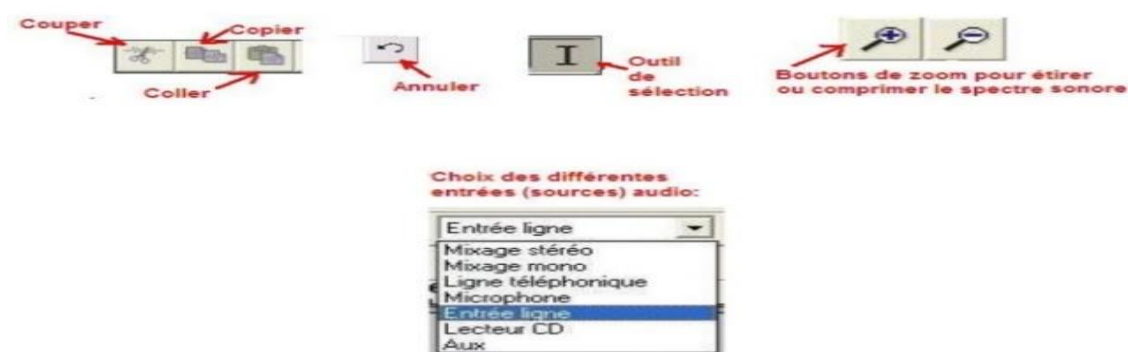 Couper
Copier
Coller
Annuler
Outil
de
sélection
Boutons de zoom pour étirer
ou comprimer le spectre sonore
Choix des différentes
entrées (sources) audio:
Entrée ligne
Mixage stéréo
Mixage mono
Ligne téléphonique
Microphone
Entrée ligne
Lecteur CD
Aux